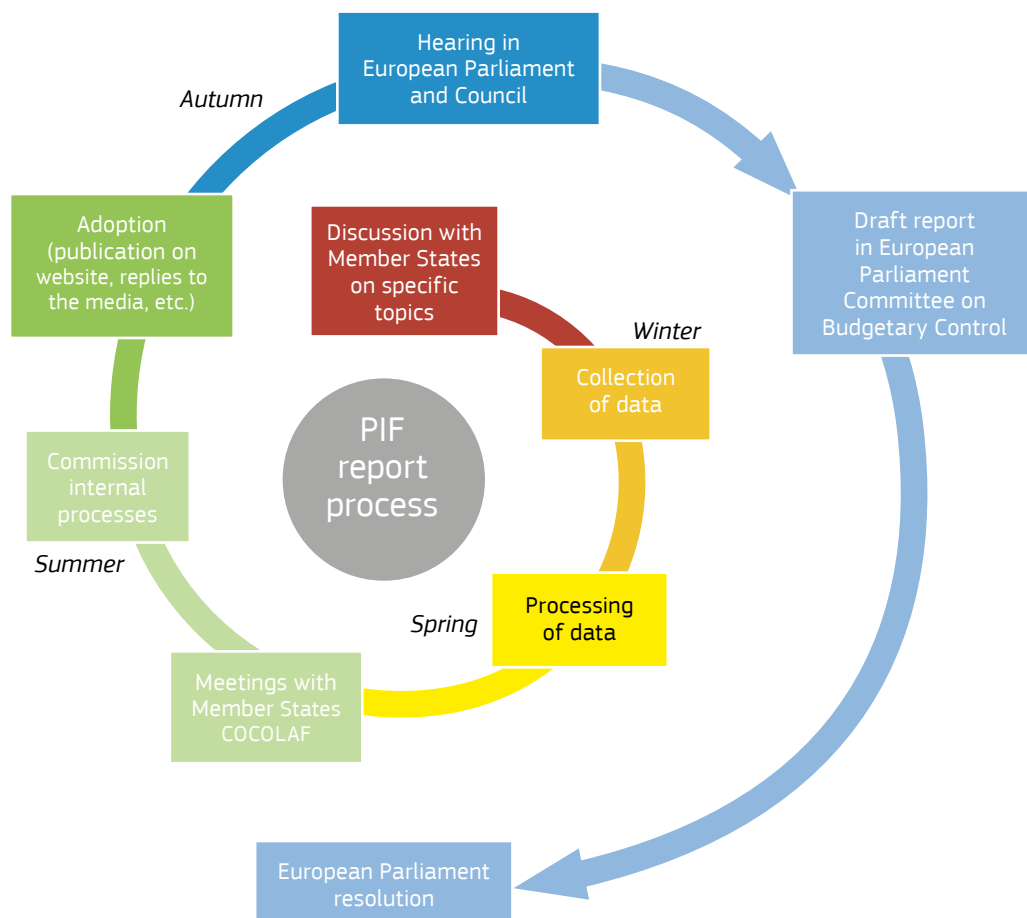 Hearing in
European Parliament
and Council
Autumn
Adoption
(publication on
website, replies to
the media, etc.)
Discussion with
Member States
on specific
topics
Draft report
in European
Parliament
Committee on
Budgetary Control
Winter
Collection
of data
PIF
report
process
Commission
internal
processes
Summer
Spring
Processing
of data
Meetings with
Member States
COCOLAF
European Parliament
resolution